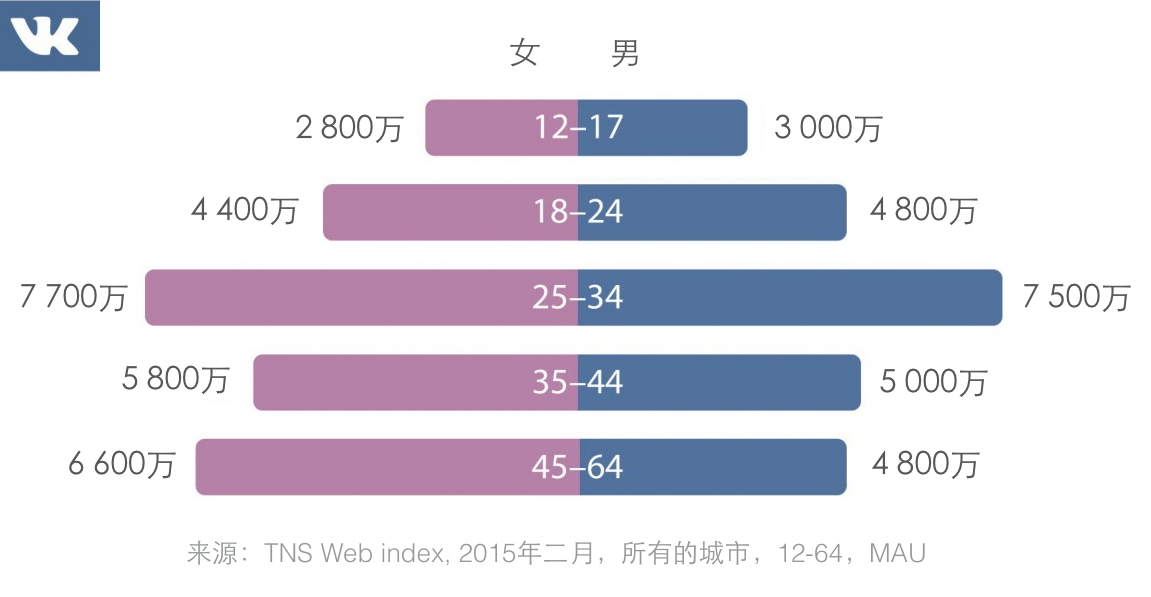 VK
女 男
2 800万 12–17 3 000万
4 400万 18–24 4 800万
7 700万 25–34 7 500万
5 800万 35–44 5 000万
6 600万 45–64 4 800万
来源：TNS Web index, 2015年二月，所有的城市，12-64，MAU